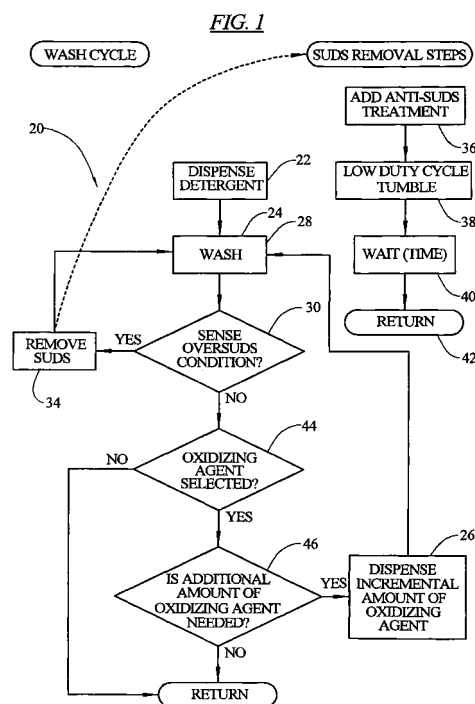 FIG. 1
WASH CYCLE
SUDS REMOVAL STEPS
20
ADD ANTI-SUDS
TREATMENT
36
LOW DUTY CYCLE
TUMBLE
38
WAIT (TIME)
40
RETURN
42
DISPENSE
DETERGENT
22
24
28
WASH
30
SENSE
OVERSUDS
CONDITION?
YES
REMOVE
SUDS
34
NO
44
OXIDIZING
AGENT
SELECTED?
NO
YES
46
IS ADDITIONAL
AMOUNT OF
OXIDIZING AGENT
NEEDED?
YES
26
DISPENSE
INCREMENTAL
AMOUNT OF
OXIDIZING
AGENT
NO
RETURN